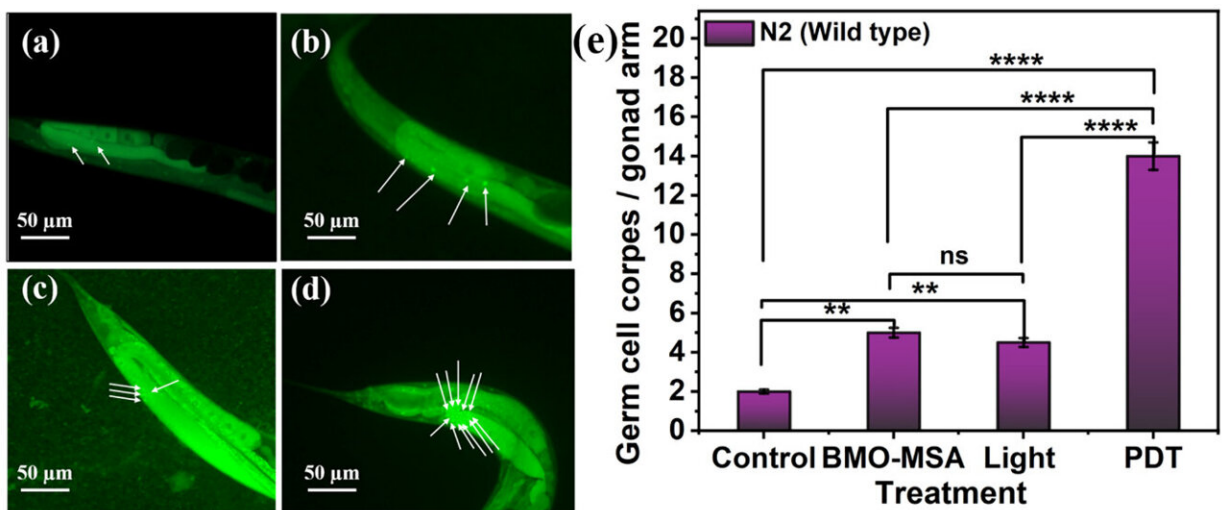 (a)
50 µm
(b)
50 µm
(c)
50 µm
(d)
50 µm
(e)
N2 (Wild type)
Germ cell corpes / gonad arm
20
18
16
14
12
10
8
6
4
2
0
****
****
****
ns
**
**
Control BMO-MSA Light PDT
Treatment